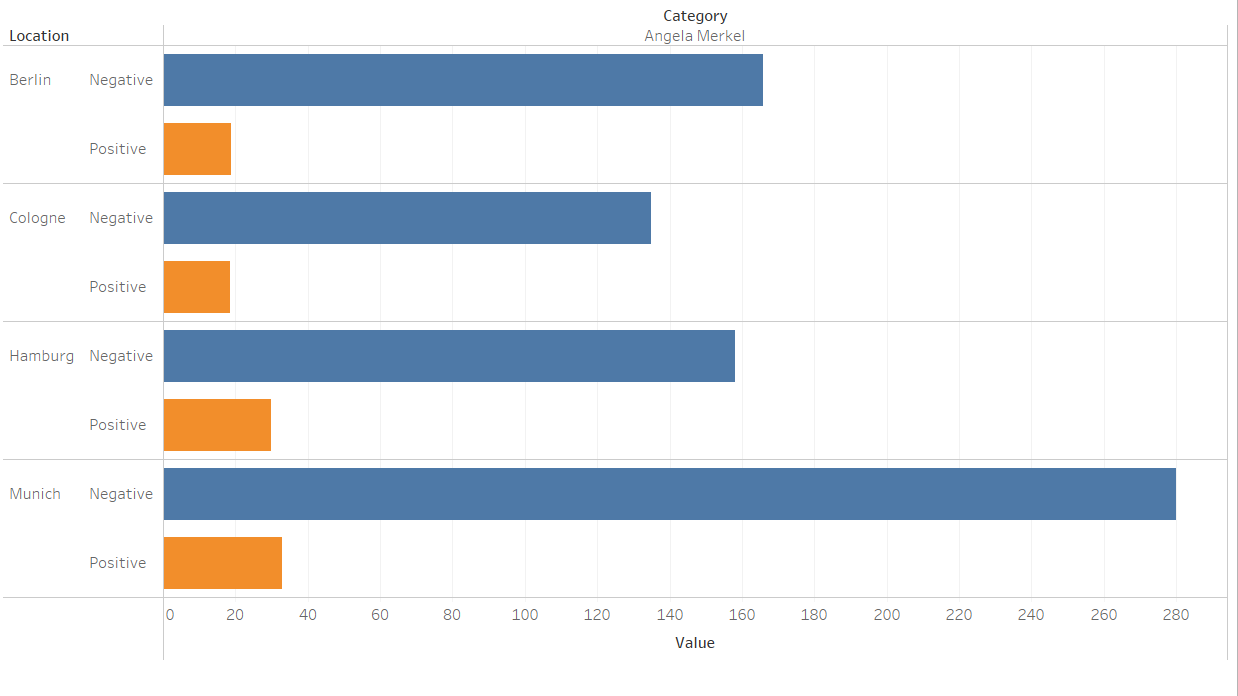 Category
Location Angela Merkel
Berlin Negative
Positive
Cologne Negative
Positive
Hamburg Negative
Positive
Munich Negative
Positive
0 20 40 60 80 100 120 140 160 180 200 220 240 260 280
Value